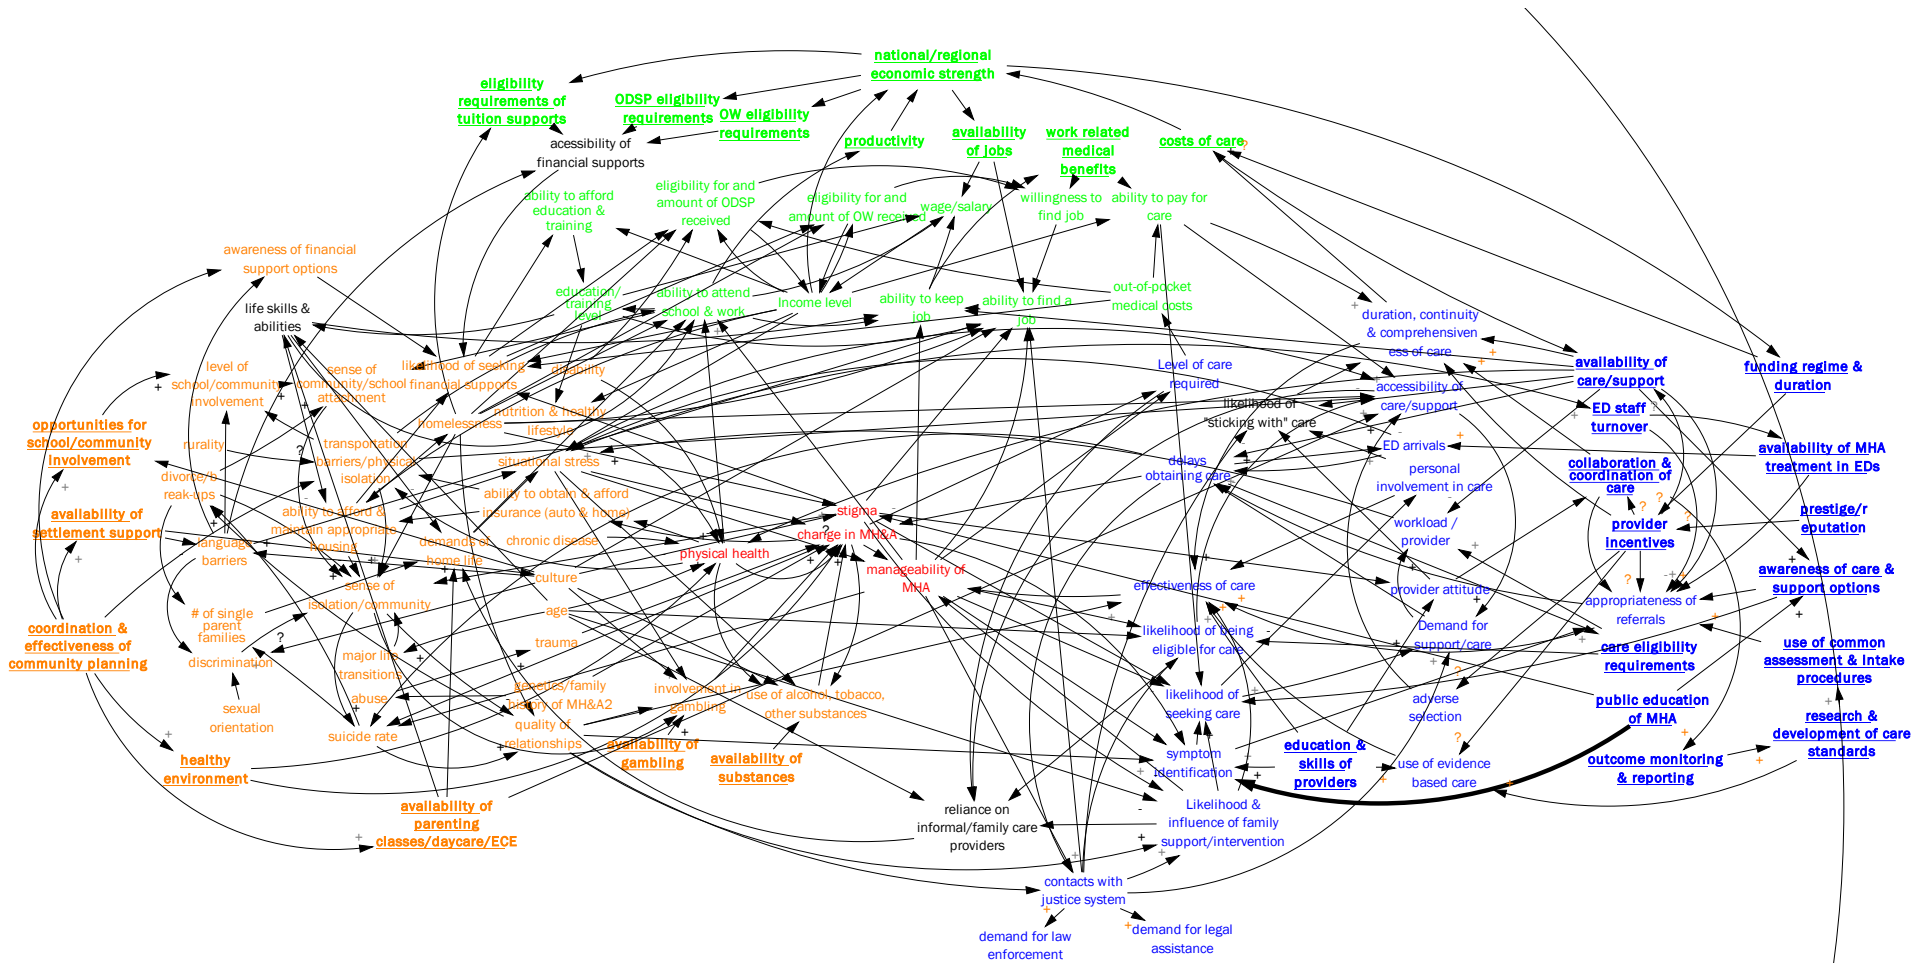 national/regional
economic strength
eligibility
requirements of
tuition supports
ODSP eligibility
requirements
OW eligibility
requirements
acessibility of
financial supports
productivity
availability
of jobs
work related
medical
benefits
costs of care
ability to afford
education &
training
eligibility for and
amount of ODSP
received
eligibility for and
amount of OW received
wage/salary
willingness to
find job
ability to pay for
care
awareness of financial
support options
life skills &
abilities
education/
training
level
ability to attend
school & work
Income level
ability to keep
job
ability to find a
job
out-of-pocket
medical costs
duration, continuity
& comprehensiven
ess of care
level of
school/community
involvement
sense of
community/school
attachment
likelihood of seeking
financial supports
disability
nutrition & healthy
lifestyle
homelessness
Level of care
required
likelihood of
"sticking with" care
accessibility of
care/support
availability of
care/support
funding regime &
duration
ED staff
turnover
opportunities for
school/community
involvement
rurality
transportation
barriers/physical
isolation
divorce/b
reak-ups
situational stress
delays
obtaining care
ED arrivals
personal
involvement in care
collaboration &
coordination of
care
availability of MHA
treatment in EDs
availability of
settlement support
ability to afford &
maintain appropriate
housing
ability to obtain & afford
insurance (auto & home)
language
barriers
demands of
home life
chronic disease
stigma
change in MH&A
physical health
manageability of
MHA
workload /
provider
provider
incentives
prestige/r
eputation
sense of
isolation/community
culture
age
effectiveness of care
provider attitude
appropriateness of
referrals
awareness of care &
support options
# of single
parent
families
coordination &
effectiveness of
community planning
discrimination
major life
transitions
trauma
likelihood of being
eligible for care
Demand for
support/care
care eligibility
requirements
use of common
assessment & intake
procedures
sexual
orientation
abuse
genetics/family
history of MH&A2
involvement in
gambling
use of alcohol, tobacco,
other substances
likelihood of
seeking care
adverse
selection
public education
of MHA
research &
development of care
standards
suicide rate
quality of
relationships
healthy
environment
availability of
gambling
availability of
substances
symptom
identification
education &
skills of
providers
use of evidence
based care
outcome monitoring
& reporting
availability of
parenting
classes/daycare/ECE
reliance on
informal/family care
providers
Likelihood &
influence of family
support/intervention
contacts with
justice system
demand for law
enforcement
demand for legal
assistance